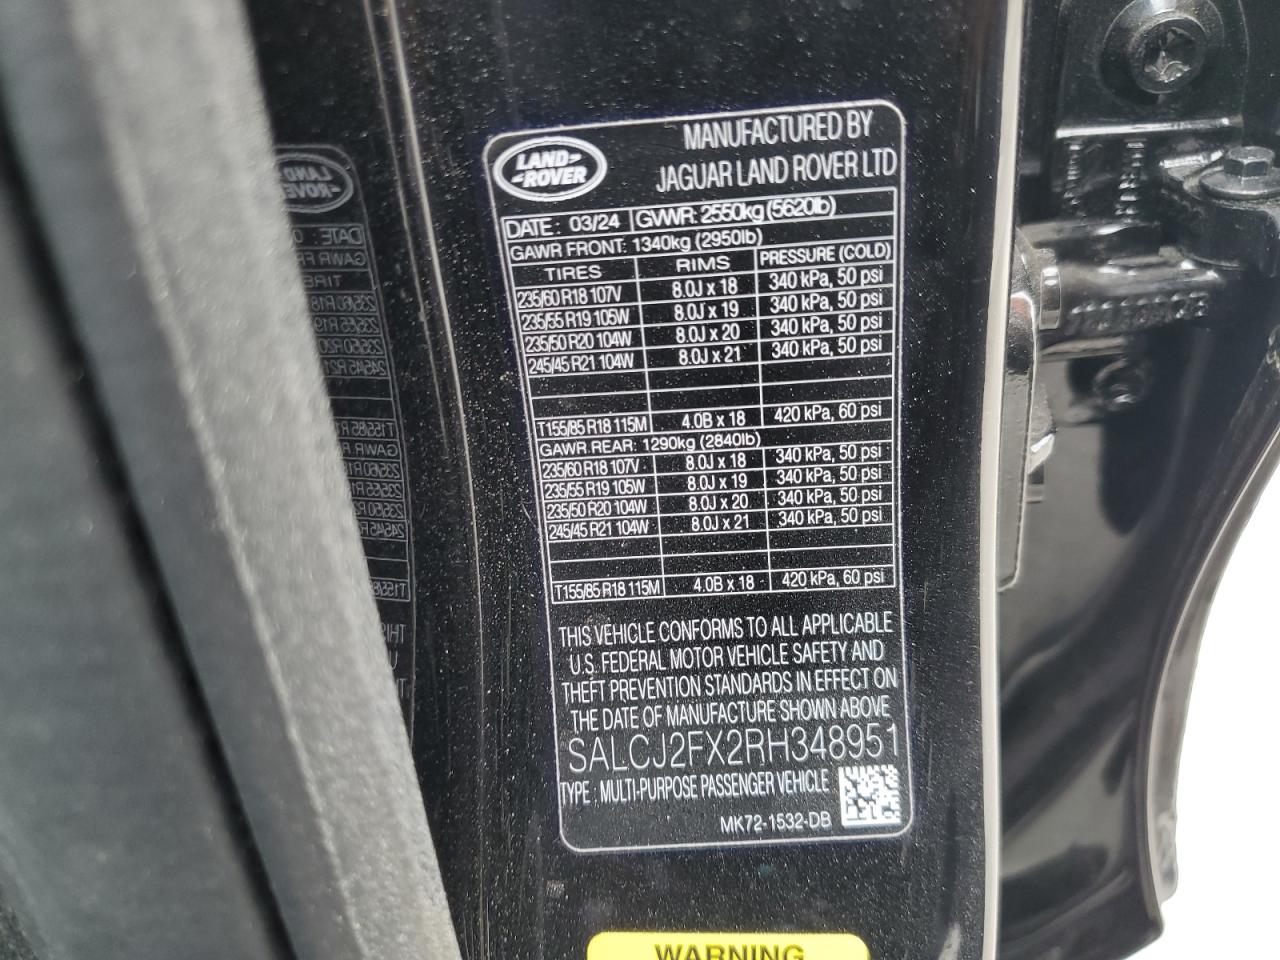 LAND-
-ROVER
MANUFACTURED BY
JAGUAR LAND ROVER LTD
DATE: 03/24 GVWR: 2550kg (5620lb)
GAWR FRONT: 1340kg (2950lb)
TIRES RIMS PRESSURE (COLD)
235/60 R18 107V 8.0J x 18 340 kPa, 50 psi
235/55 R19 105W 8.0J x 19 340 kPa, 50 psi
235/50 R20 104W 8.0J x 20 340 kPa, 50 psi
245/45 R21 104W 8.0J x 21 340 kPa, 50 psi
T155/85 R18 115M 4.0B x 18 420 kPa, 60 psi
GAWR REAR: 1290kg (2840lb)
235/60 R18 107V 8.0J x 18 340 kPa, 50 psi
235/55 R19 105W 8.0J x 19 340 kPa, 50 psi
235/50 R20 104W 8.0J x 20 340 kPa, 50 psi
245/45 R21 104W 8.0J x 21 340 kPa, 50 psi
T155/85 R18 115M 4.0B x 18 420 kPa, 60 psi
THIS VEHICLE CONFORMS TO ALL APPLICABLE
U.S. FEDERAL MOTOR VEHICLE SAFETY AND
THEFT PREVENTION STANDARDS IN EFFECT ON
THE DATE OF MANUFACTURE SHOWN ABOVE
SALCJ2FX2RH348951
TYPE : MULTI-PURPOSE PASSENGER VEHICLE
MK72-1532-DB
WARNING